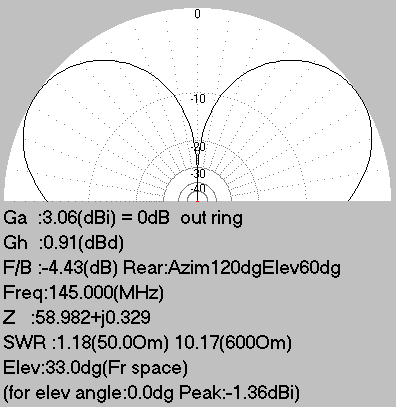 0
-10
-20
-30
-40
Ga :3.06(dBi) = 0dB out ring
Gh :0.91(dBd)
F/B :-4.43(dB) Rear:Azim120dgElev60dg
Freq:145.000(MHz)
Z :58.982+j0.329
SWR :1.18(50.0Om) 10.17(600Om)
Elev:33.0dg(Fr space)
(for elev angle:0.0dg Peak:-1.36dBi)